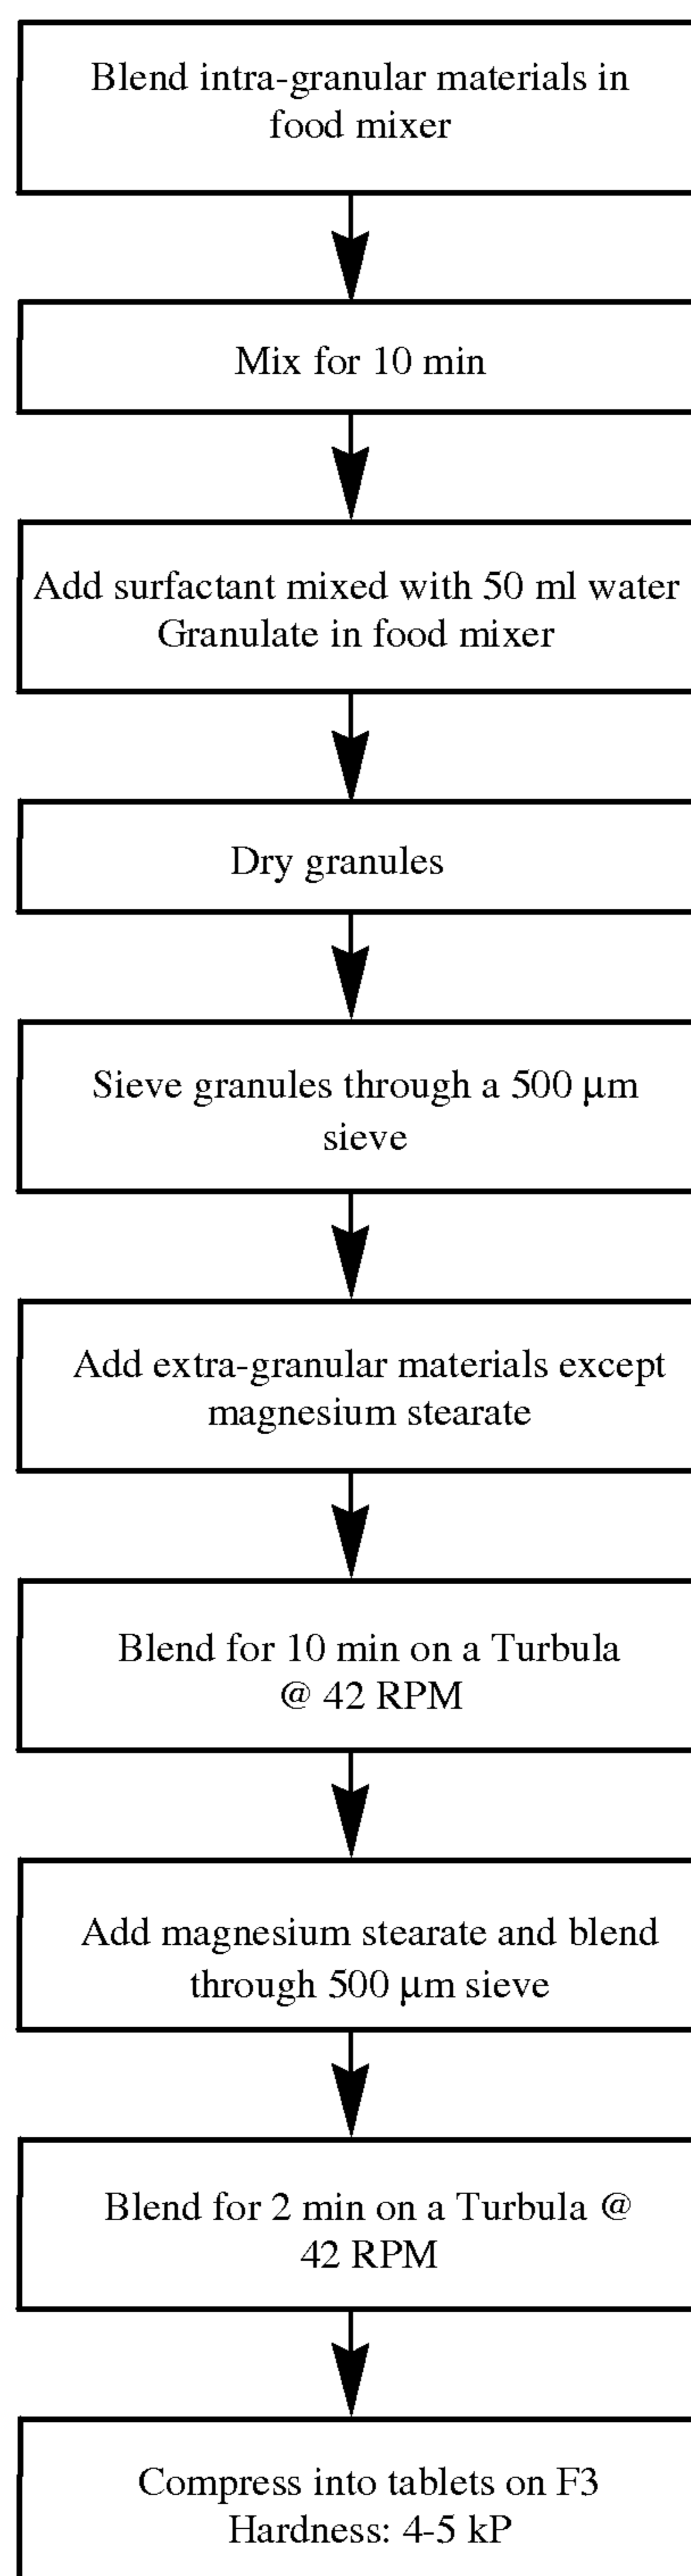 Blend intra-granular materials in
food mixer
Mix for 10 min
Add surfactant mixed with 50 ml water
Granulate in food mixer
Dry granules
Sieve granules through a 500 μm
sieve
Add extra-granular materials except
magnesium stearate
Blend for 10 min on a Turbula
@ 42 RPM
Add magnesium stearate and blend
through 500 μm sieve
Blend for 2 min on a Turbula @
42 RPM
Compress into tablets on F3
Hardness: 4-5 kP